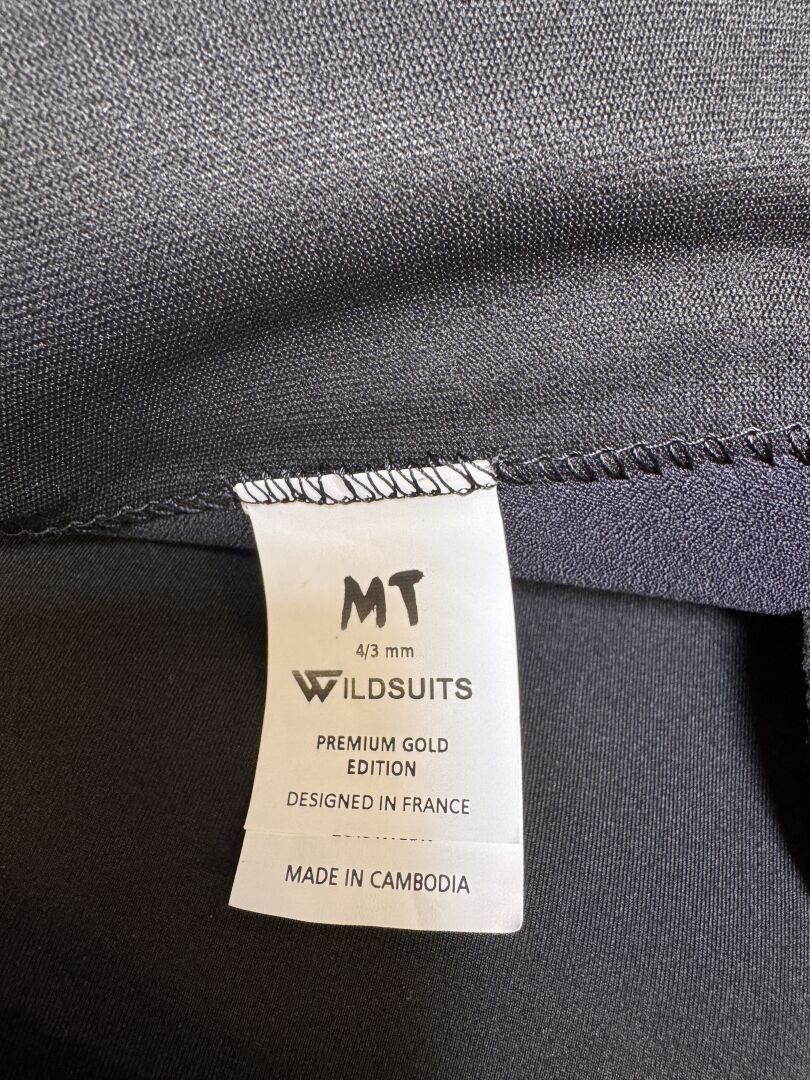 MT
4/3 mm
WILDSUITS
PREMIUM GOLD
EDITION
DESIGNED IN FRANCE
MADE IN CAMBODIA